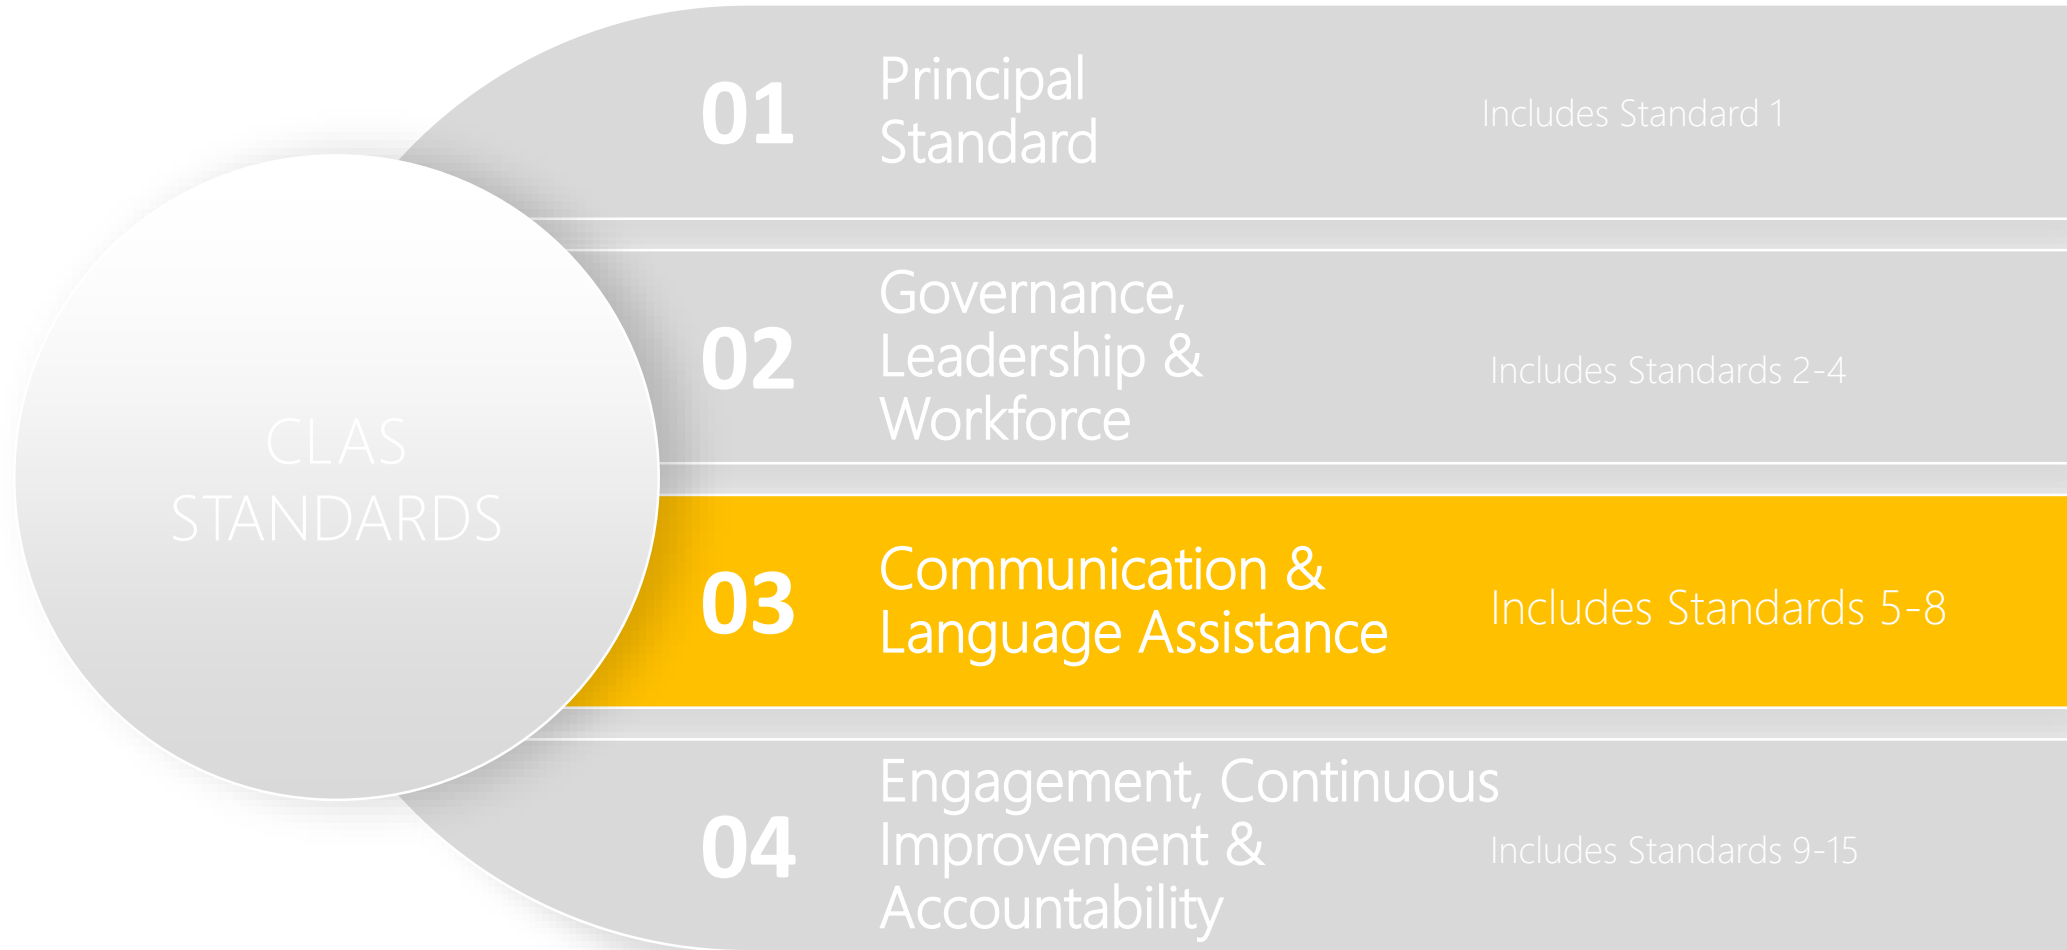 CLAS
STANDARDS
01
Principal
Standard
Includes Standard 1
02
Governance,
Leadership &
Workforce
Includes Standards 2-4
03
Communication &
Language Assistance
Includes Standards 5-8
04
Engagement, Continuous
Improvement &
Accountability
Includes Standards 9-15